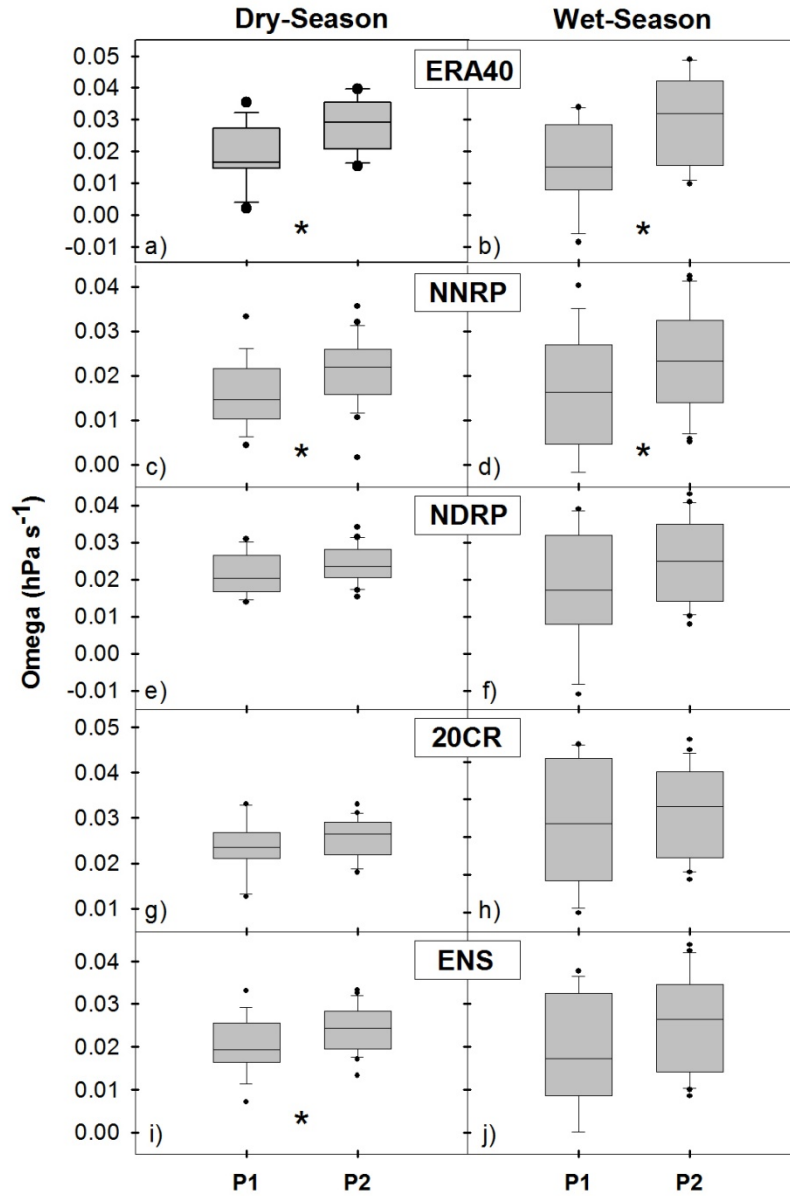 Dry-Season Wet-Season
ERA40
0.05
0.04
0.03
0.02
0.01
0.00
-0.01
a) * b) *
NNRP
0.04
0.03
0.02
0.01
0.00
c) * d) *
NDRP
0.04
0.03
0.02
0.01
0.00
-0.01
e) f)
20CR
0.05
0.04
0.03
0.02
0.01
g) h)
ENS
0.04
0.03
0.02
0.01
0.00
i) * j)
Omega (hPa s⁻¹)
P1 P2 P1 P2